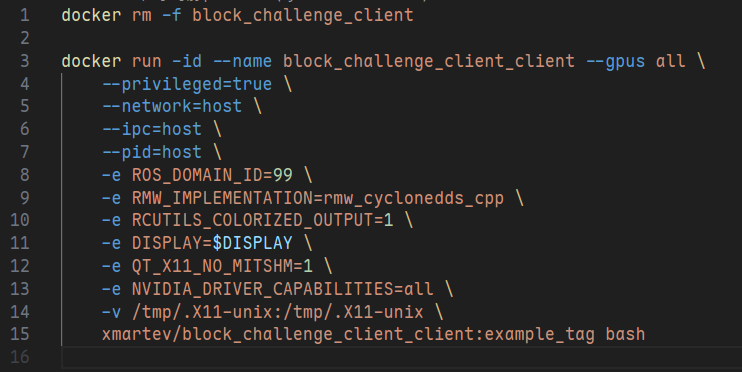 1 docker rm -f block_challenge_client
2
3 docker run -id --name block_challenge_client_client --gpus all \
4 --privileged=true \
5 --network=host \
6 --ipc=host \
7 --pid=host \
8 -e ROS_DOMAIN_ID=99 \
9 -e RMW_IMPLEMENTATION=rmw_cyclonedds_cpp \
10 -e RCUTILS_COLORIZED_OUTPUT=1 \
11 -e DISPLAY=$DISPLAY \
12 -e QT_X11_NO_MITSHM=1 \
13 -e NVIDIA_DRIVER_CAPABILITIES=all \
14 -v /tmp/.X11-unix:/tmp/.X11-unix \
15 xmartev/block_challenge_client_client:example_tag bash
16